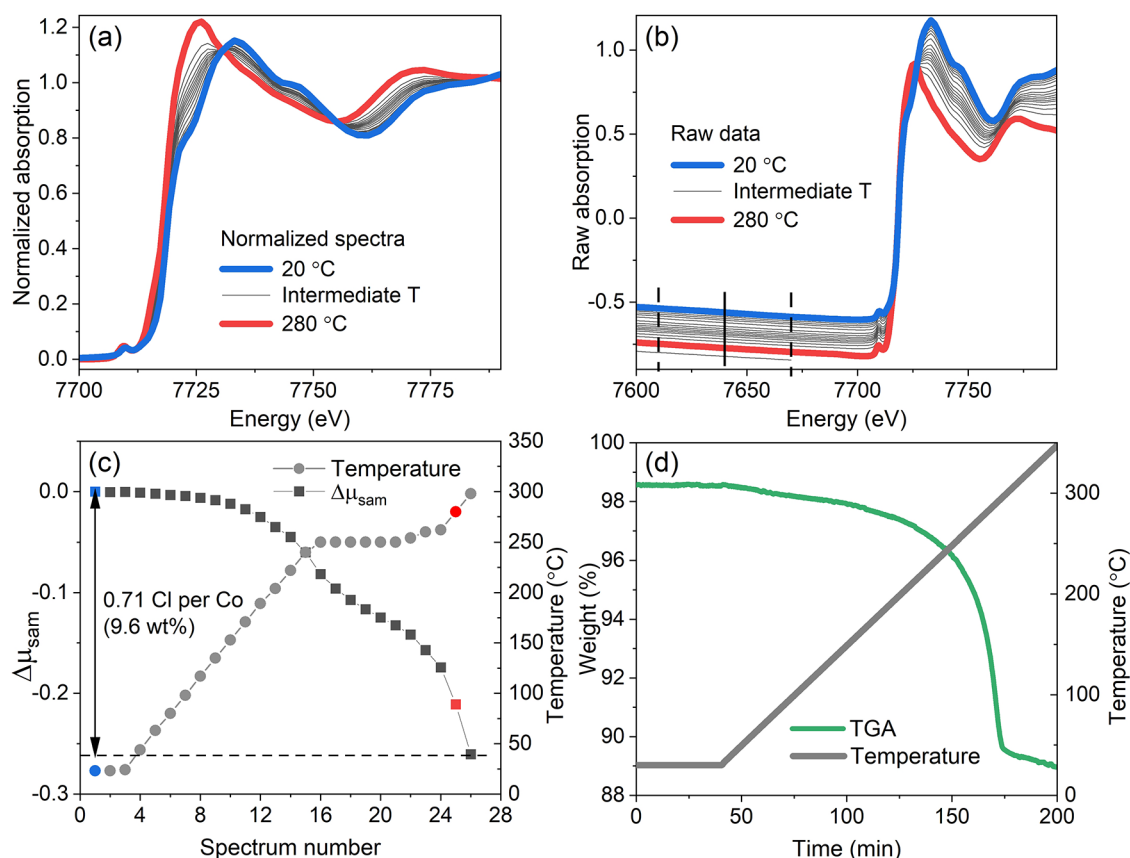 (a)
Normalized absorption
1.2
1.0
0.8
0.6
0.4
0.2
0.0
Normalized spectra
20 °C
Intermediate T
280 °C
7700 7725 7750 7775
Energy (eV)
(b)
Raw absorption
1.0
0.5
0.0
-0.5
Raw data
20 °C
Intermediate T
280 °C
7600 7650 7700 7750
Energy (eV)
(c)
Δμsam
0.0
-0.1
-0.2
-0.3
Temperature
Δμsam
0.71 Cl per Co
(9.6 wt%)
350
300
250
200
150
100
50
0
Temperature (°C)
0 4 8 12 16 20 24 28
Spectrum number
(d)
Weight (%)
100
98
96
94
92
90
88
TGA
Temperature
300
200
100
0
Temperature (°C)
0 50 100 150 200
Time (min)